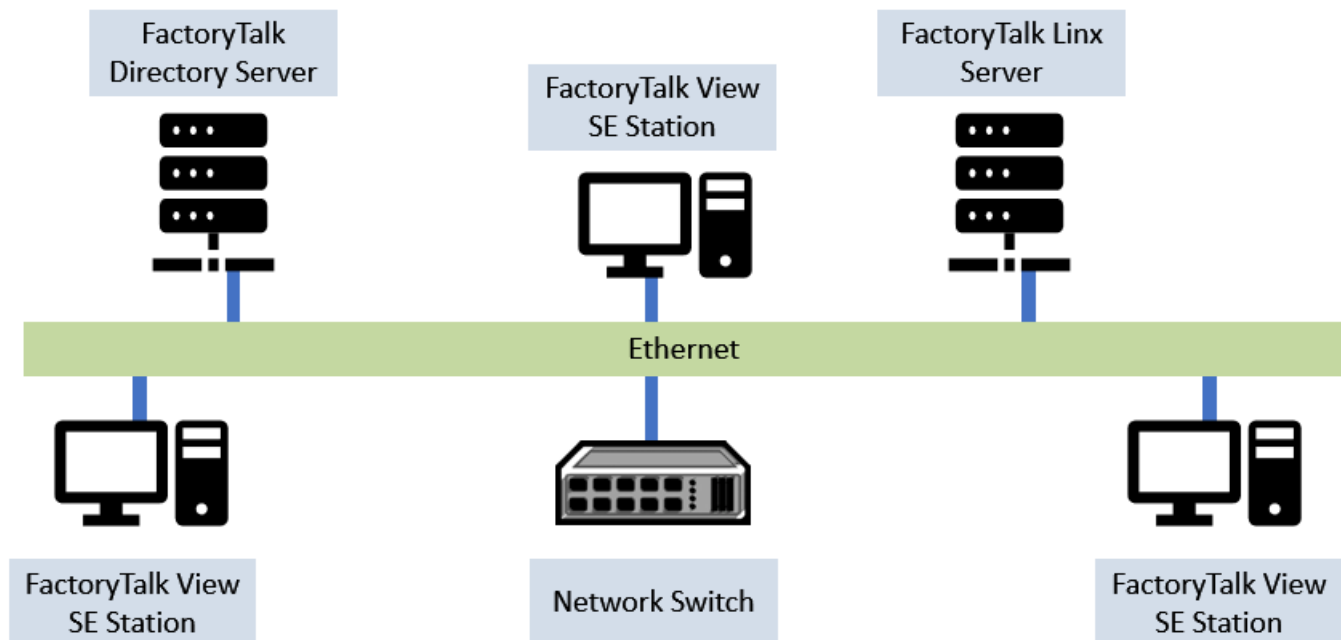 FactoryTalk
Directory Server
FactoryTalk View
SE Station
FactoryTalk Linx
Server
Ethernet
FactoryTalk View
SE Station
Network Switch
FactoryTalk View
SE Station